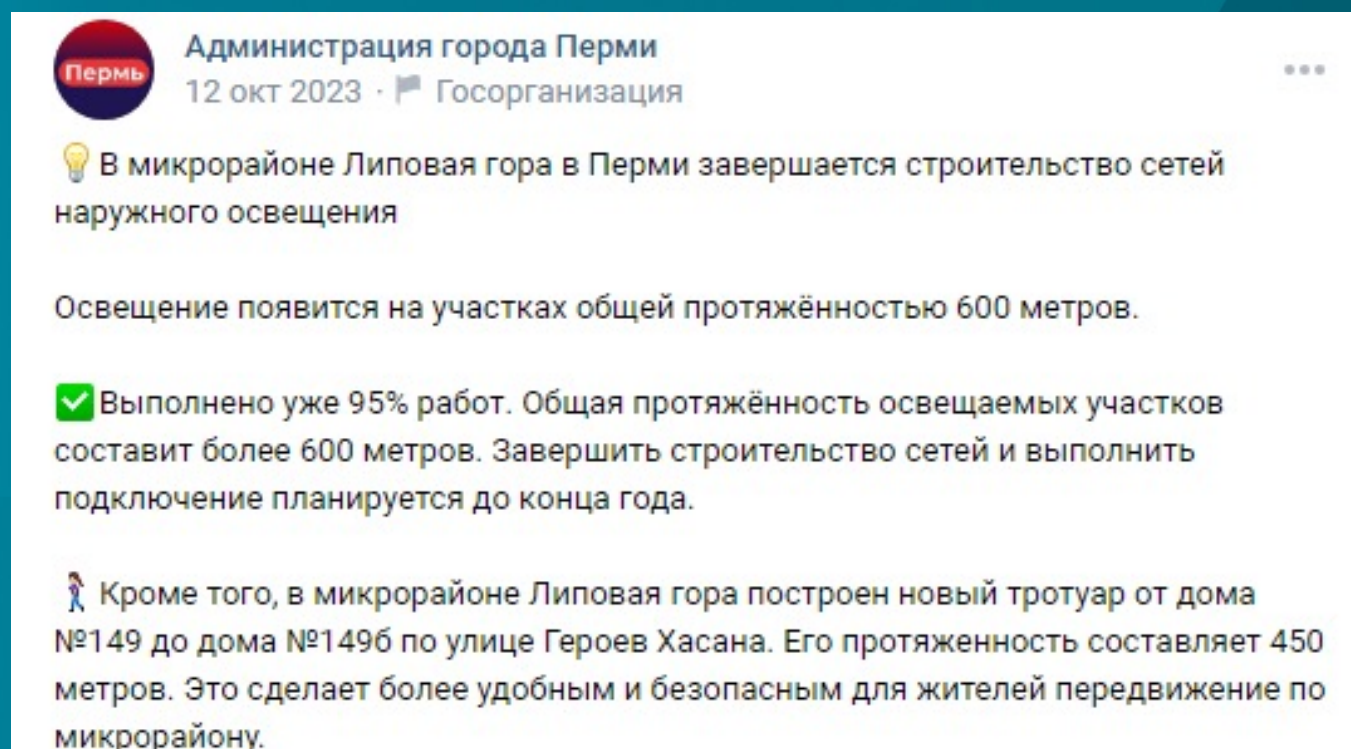 Пермь
Администрация города Перми
12 окт 2023 · Госорганизация
💡 В микрорайоне Липовая гора в Перми завершается строительство сетей
наружного освещения
Освещение появится на участках общей протяжённостью 600 метров.
✅ Выполнено уже 95% работ. Общая протяжённость освещаемых участков
составит более 600 метров. Завершить строительство сетей и выполнить
подключение планируется до конца года.
🚶‍♀️ Кроме того, в микрорайоне Липовая гора построен новый тротуар от дома
№149 до дома №149б по улице Героев Хасана. Его протяженность составляет 450
метров. Это сделает более удобным и безопасным для жителей передвижение по
микрорайону.